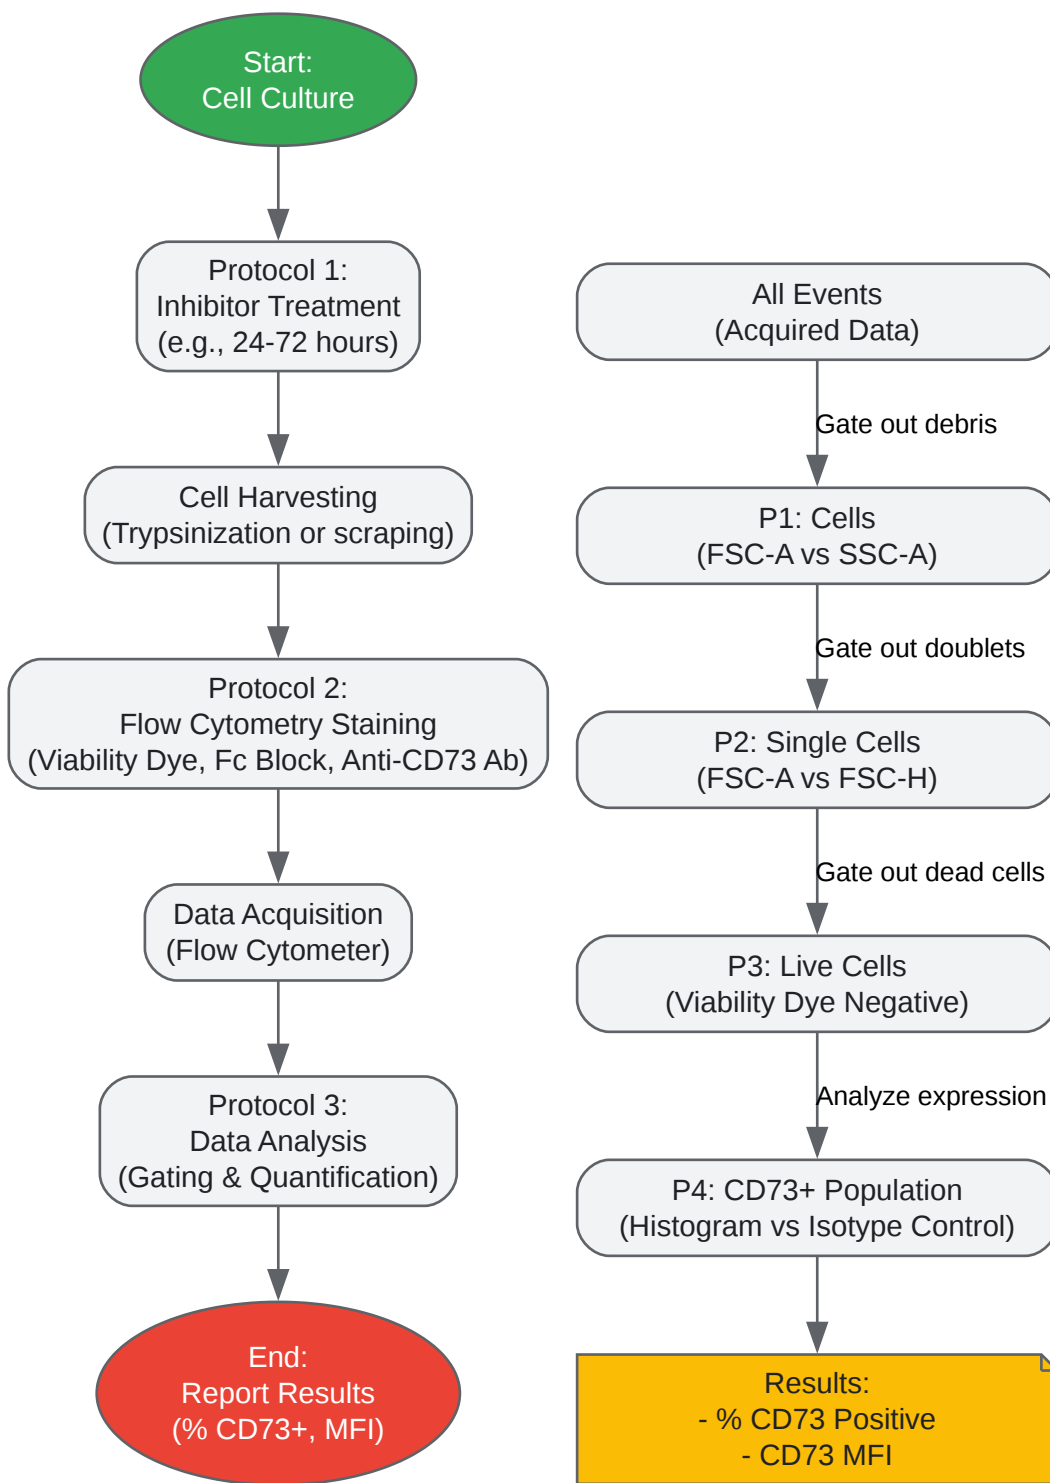 Start:
Cell Culture
Protocol 1:
Inhibitor Treatment
(e.g., 24-72 hours)
Cell Harvesting
(Trypsinization or scraping)
Protocol 2:
Flow Cytometry Staining
(Viability Dye, Fc Block, Anti-CD73 Ab)
Data Acquisition
(Flow Cytometer)
Protocol 3:
Data Analysis
(Gating & Quantification)
End:
Report Results
(% CD73+, MFI)
All Events
(Acquired Data)
Gate out debris
P1: Cells
(FSC-A vs SSC-A)
Gate out doublets
P2: Single Cells
(FSC-A vs FSC-H)
Gate out dead cells
P3: Live Cells
(Viability Dye Negative)
Analyze expression
P4: CD73+ Population
(Histogram vs Isotype Control)
Results:
- % CD73 Positive
- CD73 MFI